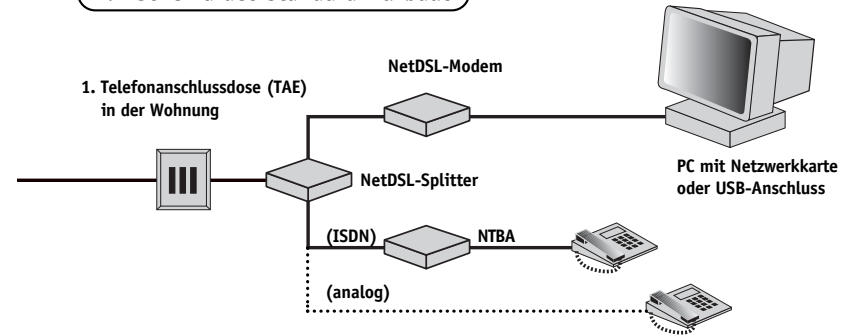 NetDSL-Modem
1. Telefonanschlussdose (TAE)
in der Wohnung
PC mit Netzwerkkarte
oder USB-Anschluss
NetDSL-Splitter
(ISDN)
NTBA
(analog)